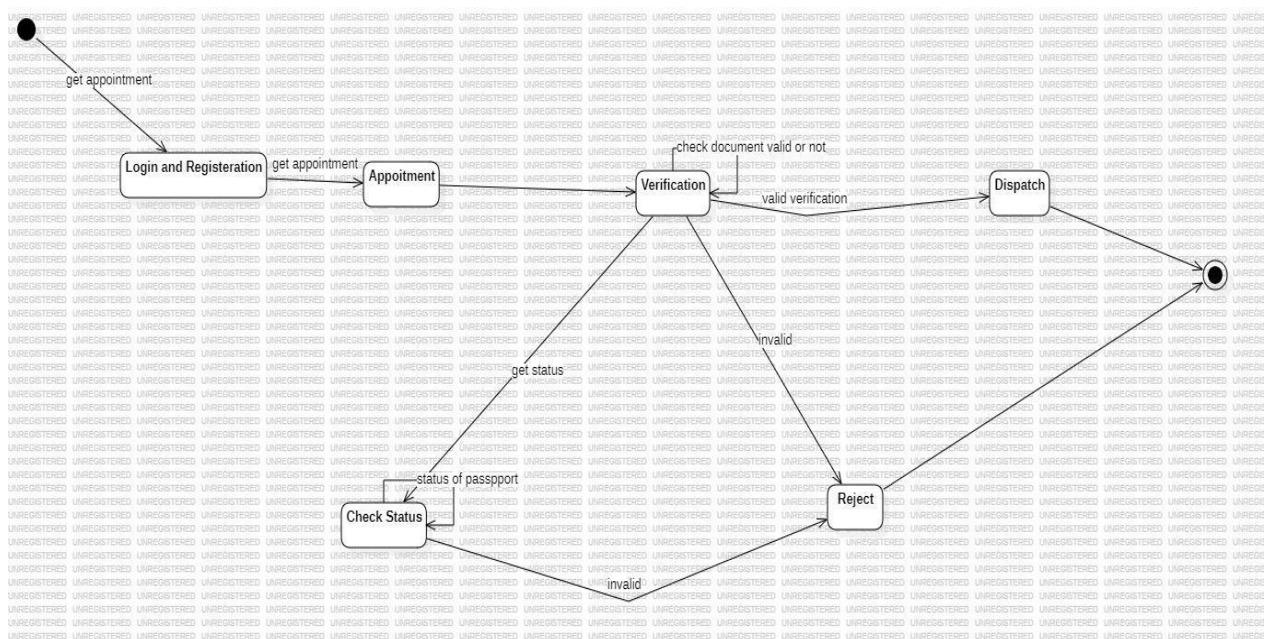 get appointment
Login and Registeration
get appointment
Appoitment
check document valid or not
Verification
valid verification
Dispatch
invalid
get status
status of passpport
Check Status
Reject
invalid
UNREGISTERED